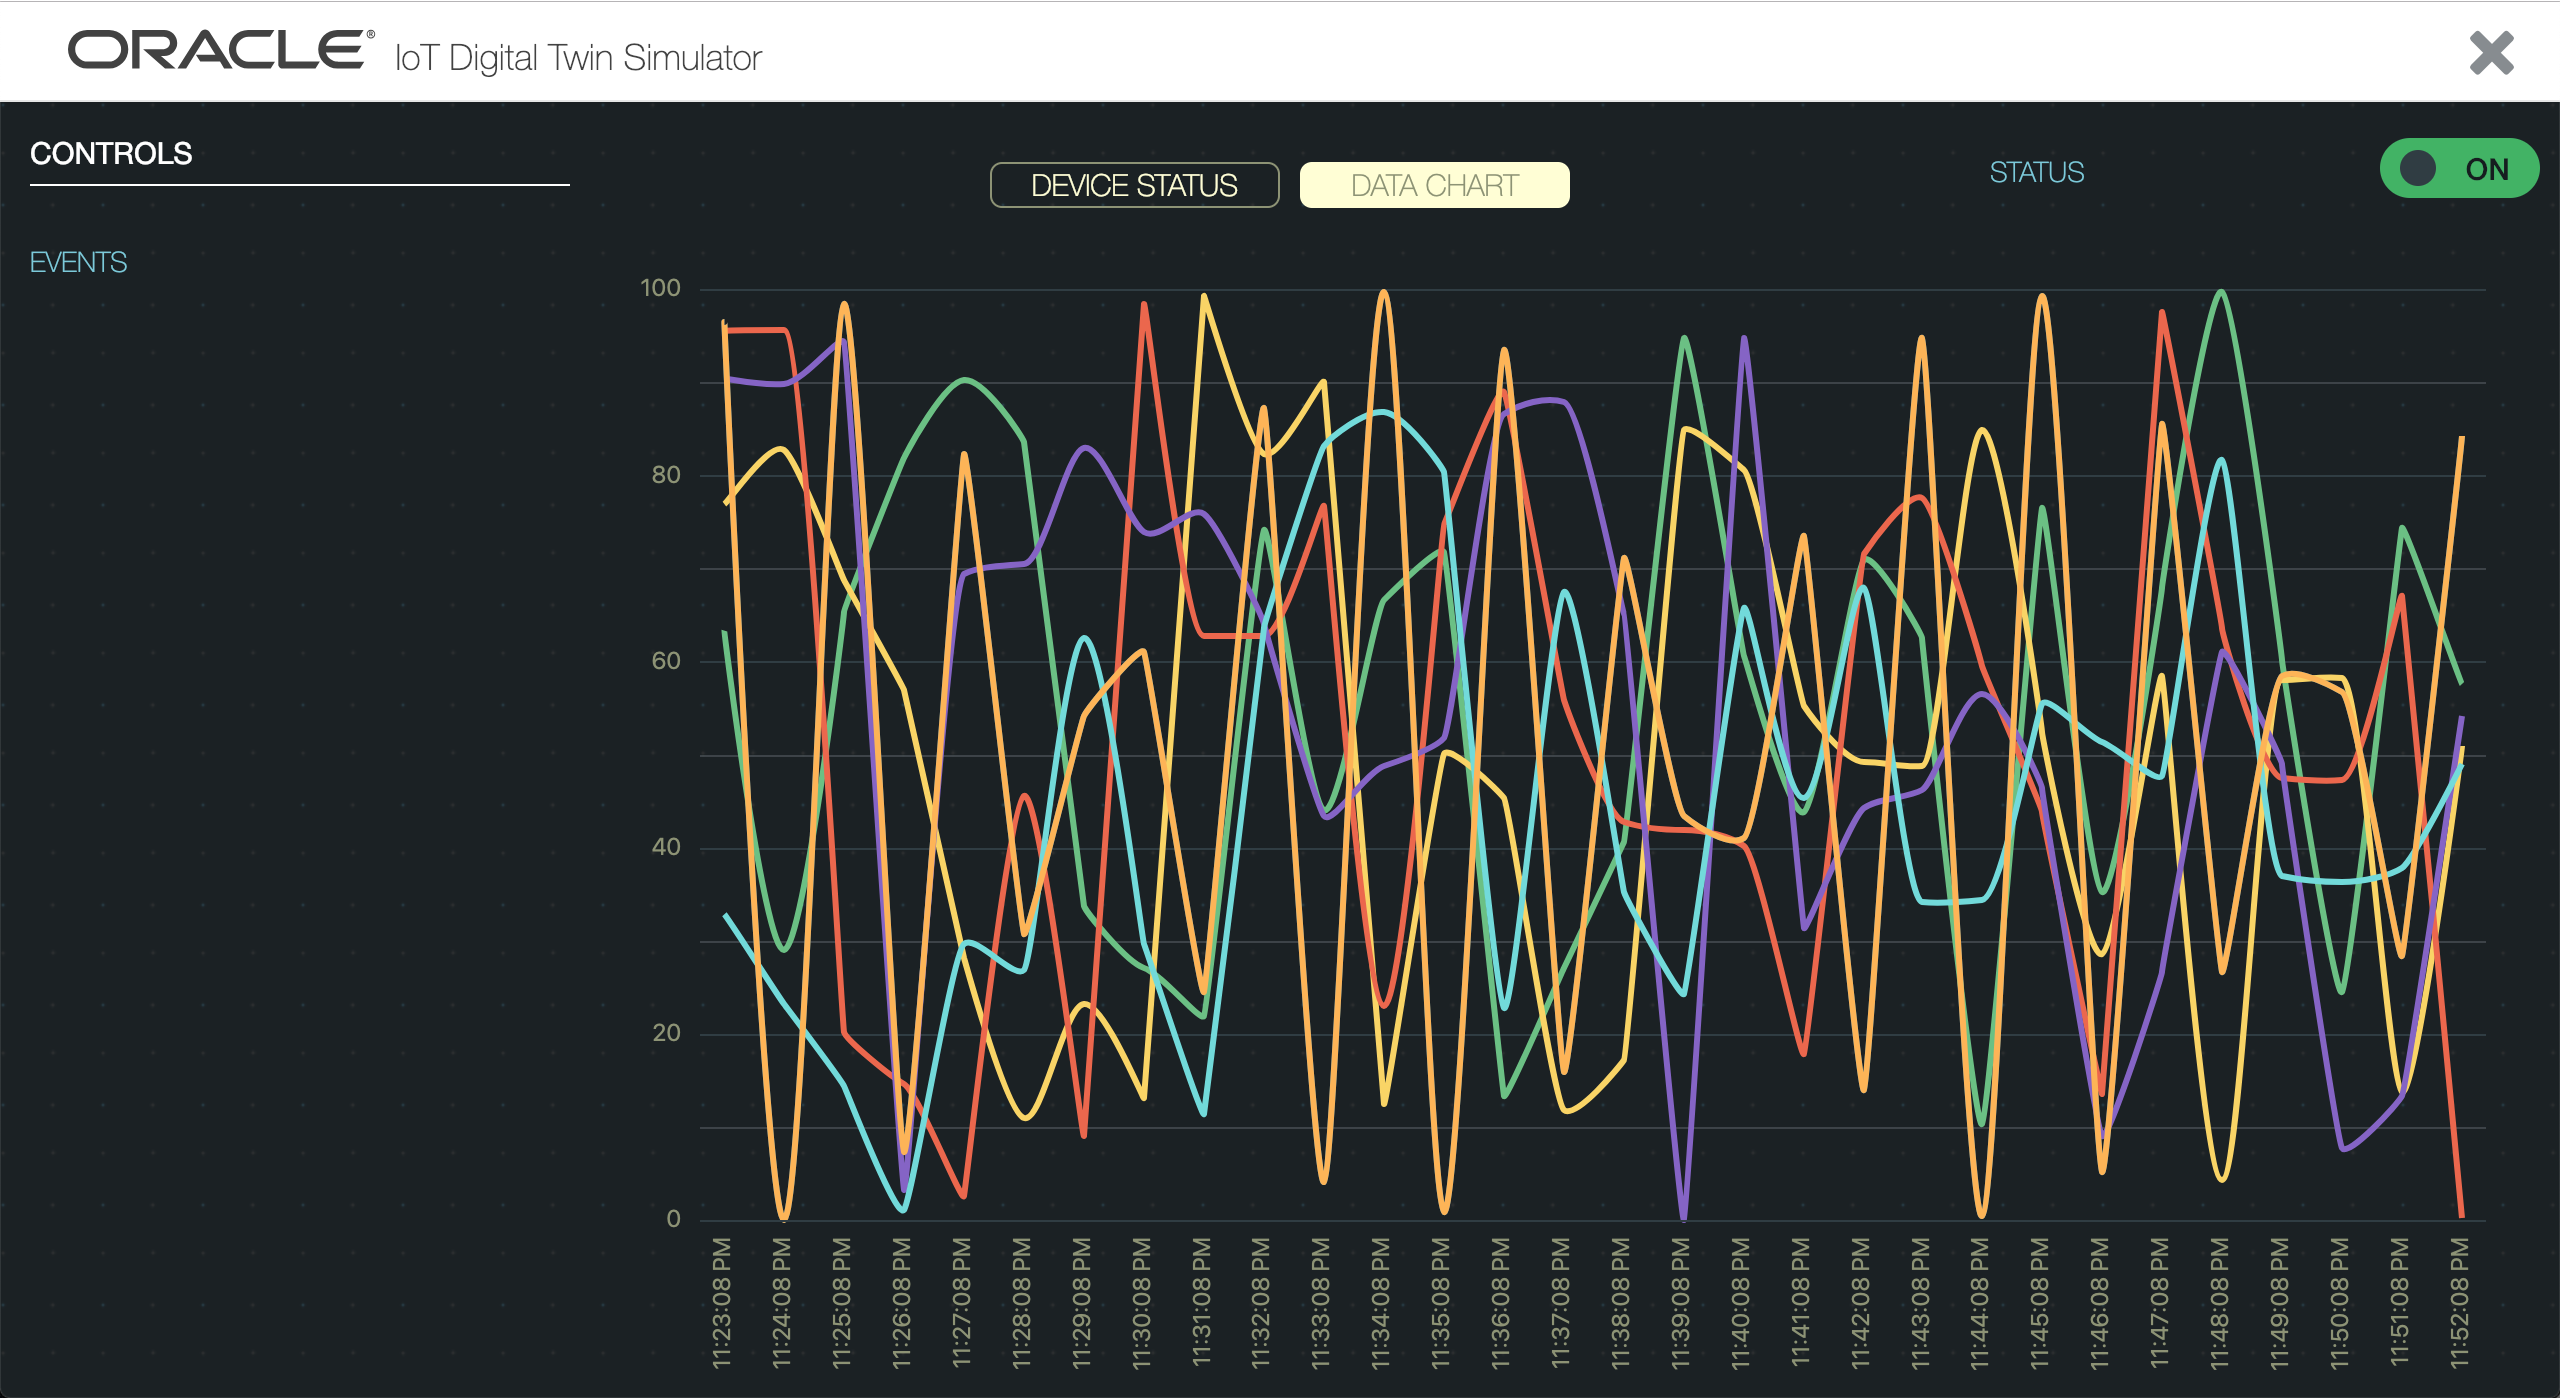 ORACLE® IoT Digital Twin Simulator
CONTROLS
DEVICE STATUS
DATA CHART
STATUS
ON
EVENTS
100
80
60
40
20
0
11:23:08 PM
11:24:08 PM
11:25:08 PM
11:26:08 PM
11:27:08 PM
11:28:08 PM
11:29:08 PM
11:30:08 PM
11:31:08 PM
11:32:08 PM
11:33:08 PM
11:34:08 PM
11:35:08 PM
11:36:08 PM
11:37:08 PM
11:38:08 PM
11:39:08 PM
11:40:08 PM
11:41:08 PM
11:42:08 PM
11:43:08 PM
11:44:08 PM
11:45:08 PM
11:46:08 PM
11:47:08 PM
11:48:08 PM
11:49:08 PM
11:50:08 PM
11:51:08 PM
11:52:08 PM